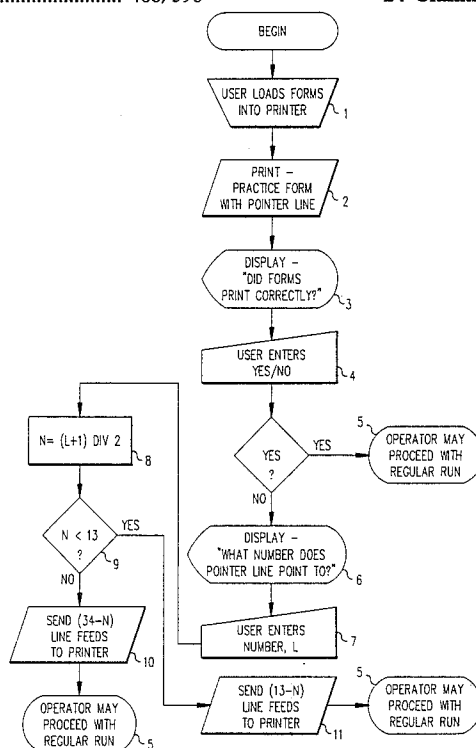 BEGIN
USER LOADS FORMS
INTO PRINTER
1
PRINT -
PRACTICE FORM
WITH POINTER LINE
2
DISPLAY -
"DID FORMS
PRINT CORRECTLY?"
3
USER ENTERS
YES/NO
4
YES
?
YES
NO
5
OPERATOR MAY
PROCEED WITH
REGULAR RUN
DISPLAY -
"WHAT NUMBER DOES
POINTER LINE POINT TO?"
6
USER ENTERS
NUMBER, L
7
N= (L+1) DIV 2
8
N < 13
?
YES
NO
9
SEND (34-N)
LINE FEEDS
TO PRINTER
10
OPERATOR MAY
PROCEED WITH
REGULAR RUN
5
SEND (13-N)
LINE FEEDS
TO PRINTER
11
5
OPERATOR MAY
PROCEED WITH
REGULAR RUN